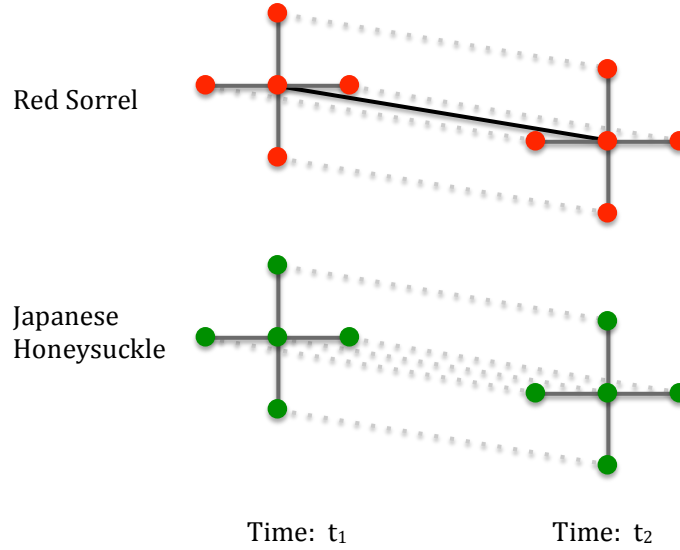 Red Sorrel
Japanese
Honeysuckle
Time: t₁
Time: t₂